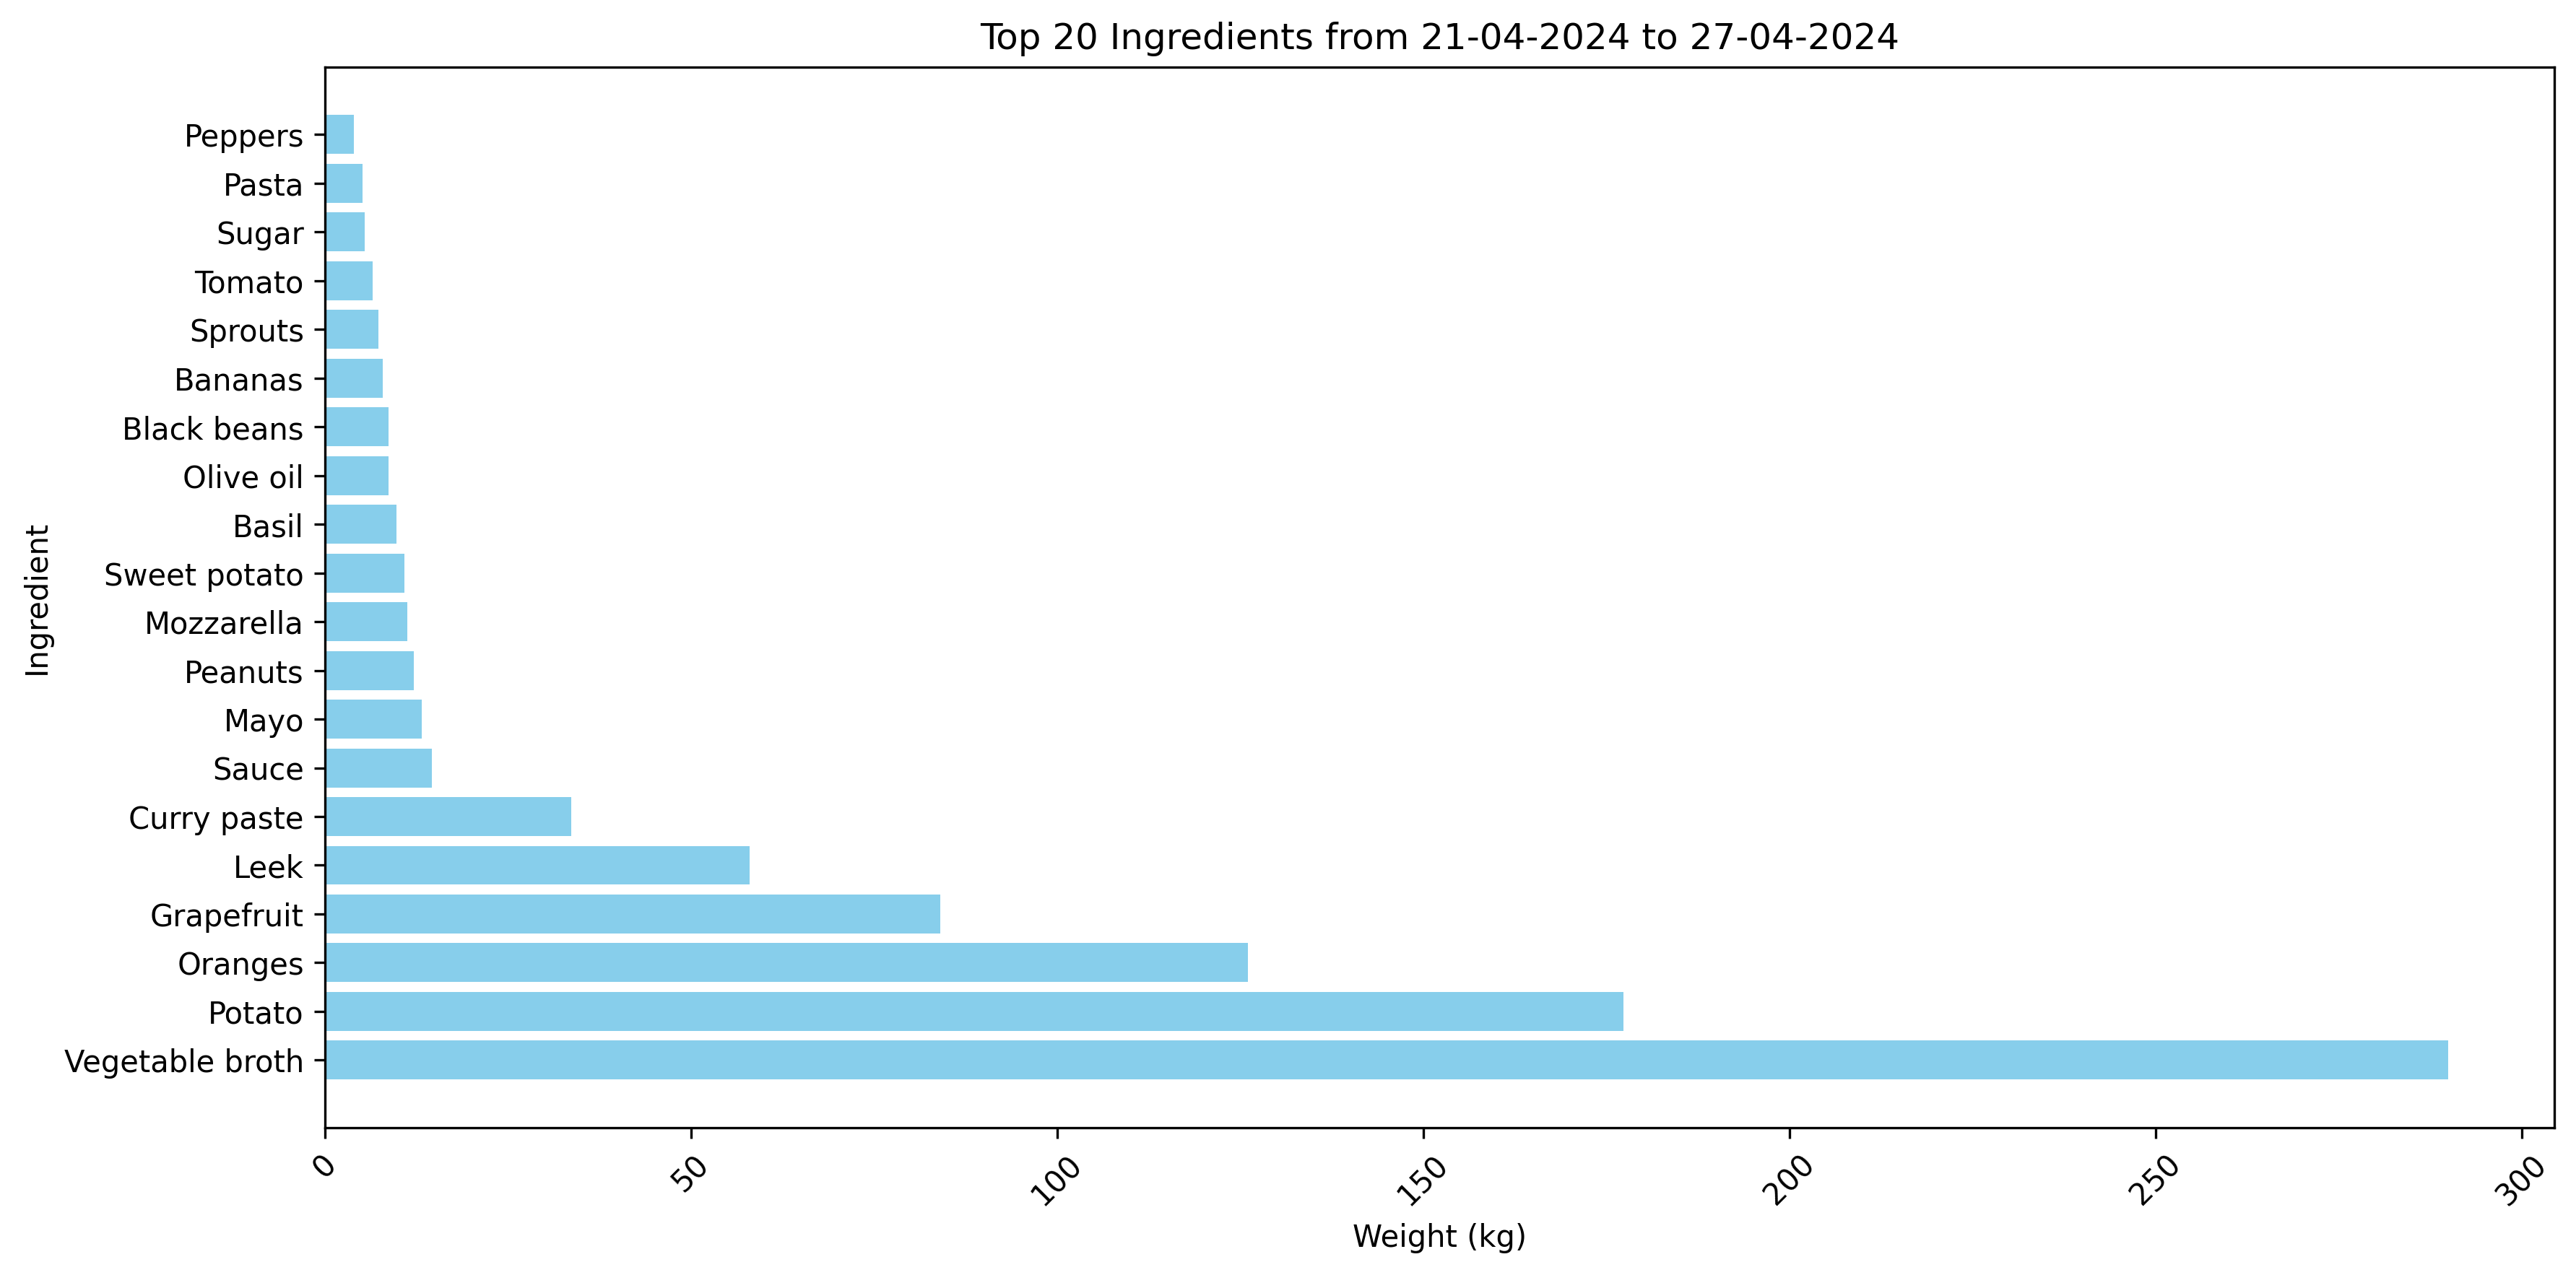 Top 20 Ingredients from 21-04-2024 to 27-04-2024
Ingredient
Peppers
Pasta
Sugar
Tomato
Sprouts
Bananas
Black beans
Olive oil
Basil
Sweet potato
Mozzarella
Peanuts
Mayo
Sauce
Curry paste
Leek
Grapefruit
Oranges
Potato
Vegetable broth
0 50 100 150 200 250 300
Weight (kg)